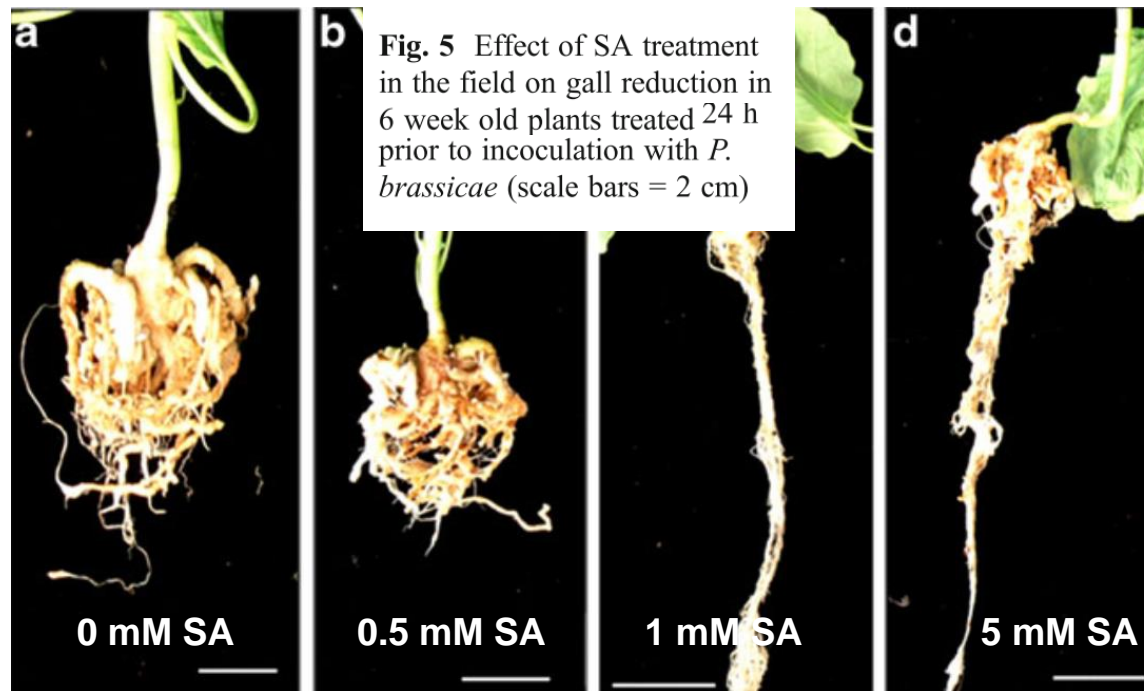 a
b
d
Fig. 5 Effect of SA treatment
in the field on gall reduction in
6 week old plants treated 24 h
prior to incoculation with P.
brassicae (scale bars = 2 cm)
0 mM SA
0.5 mM SA
1 mM SA
5 mM SA